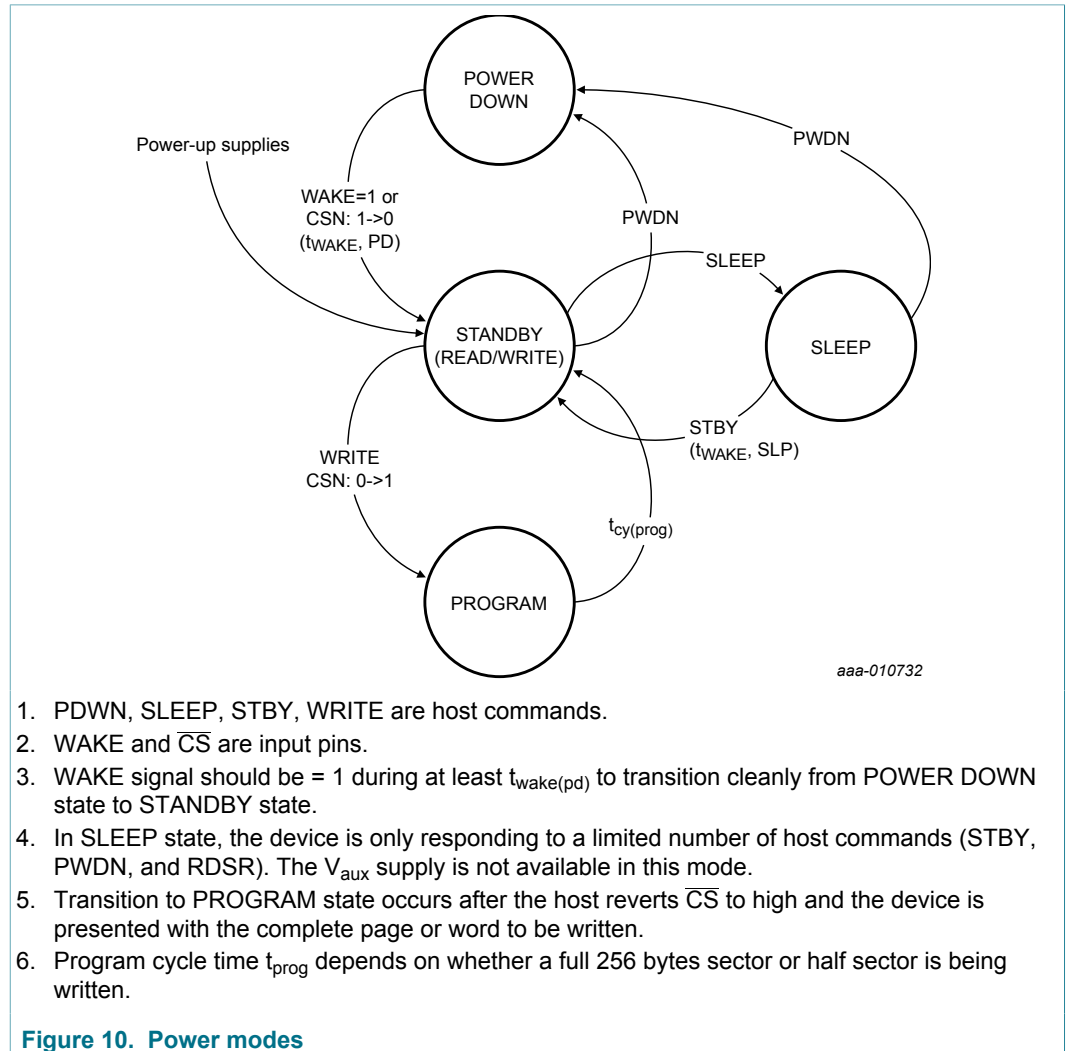 POWER
DOWN
PWDN
Power-up supplies
WAKE=1 or
CSN: 1->0
(tWAKE, PD)
PWDN
SLEEP
STANDBY
(READ/WRITE)
SLEEP
STBY
(tWAKE, SLP)
WRITE
CSN: 0->1
tcy(prog)
PROGRAM
aaa-010732
1. PDWN, SLEEP, STBY, WRITE are host commands.
2. WAKE and C̅S̅ are input pins.
3. WAKE signal should be = 1 during at least twake(pd) to transition cleanly from POWER DOWN
state to STANDBY state.
4. In SLEEP state, the device is only responding to a limited number of host commands (STBY,
PWDN, and RDSR). The Vaux supply is not available in this mode.
5. Transition to PROGRAM state occurs after the host reverts C̅S̅ to high and the device is
presented with the complete page or word to be written.
6. Program cycle time tprog depends on whether a full 256 bytes sector or half sector is being
written.
Figure 10. Power modes